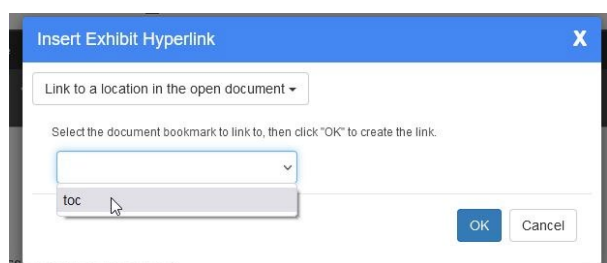 Insert Exhibit Hyperlink X
Link to a location in the open document
Select the document bookmark to link to, then click "OK" to create the link.
toc
OK Cancel